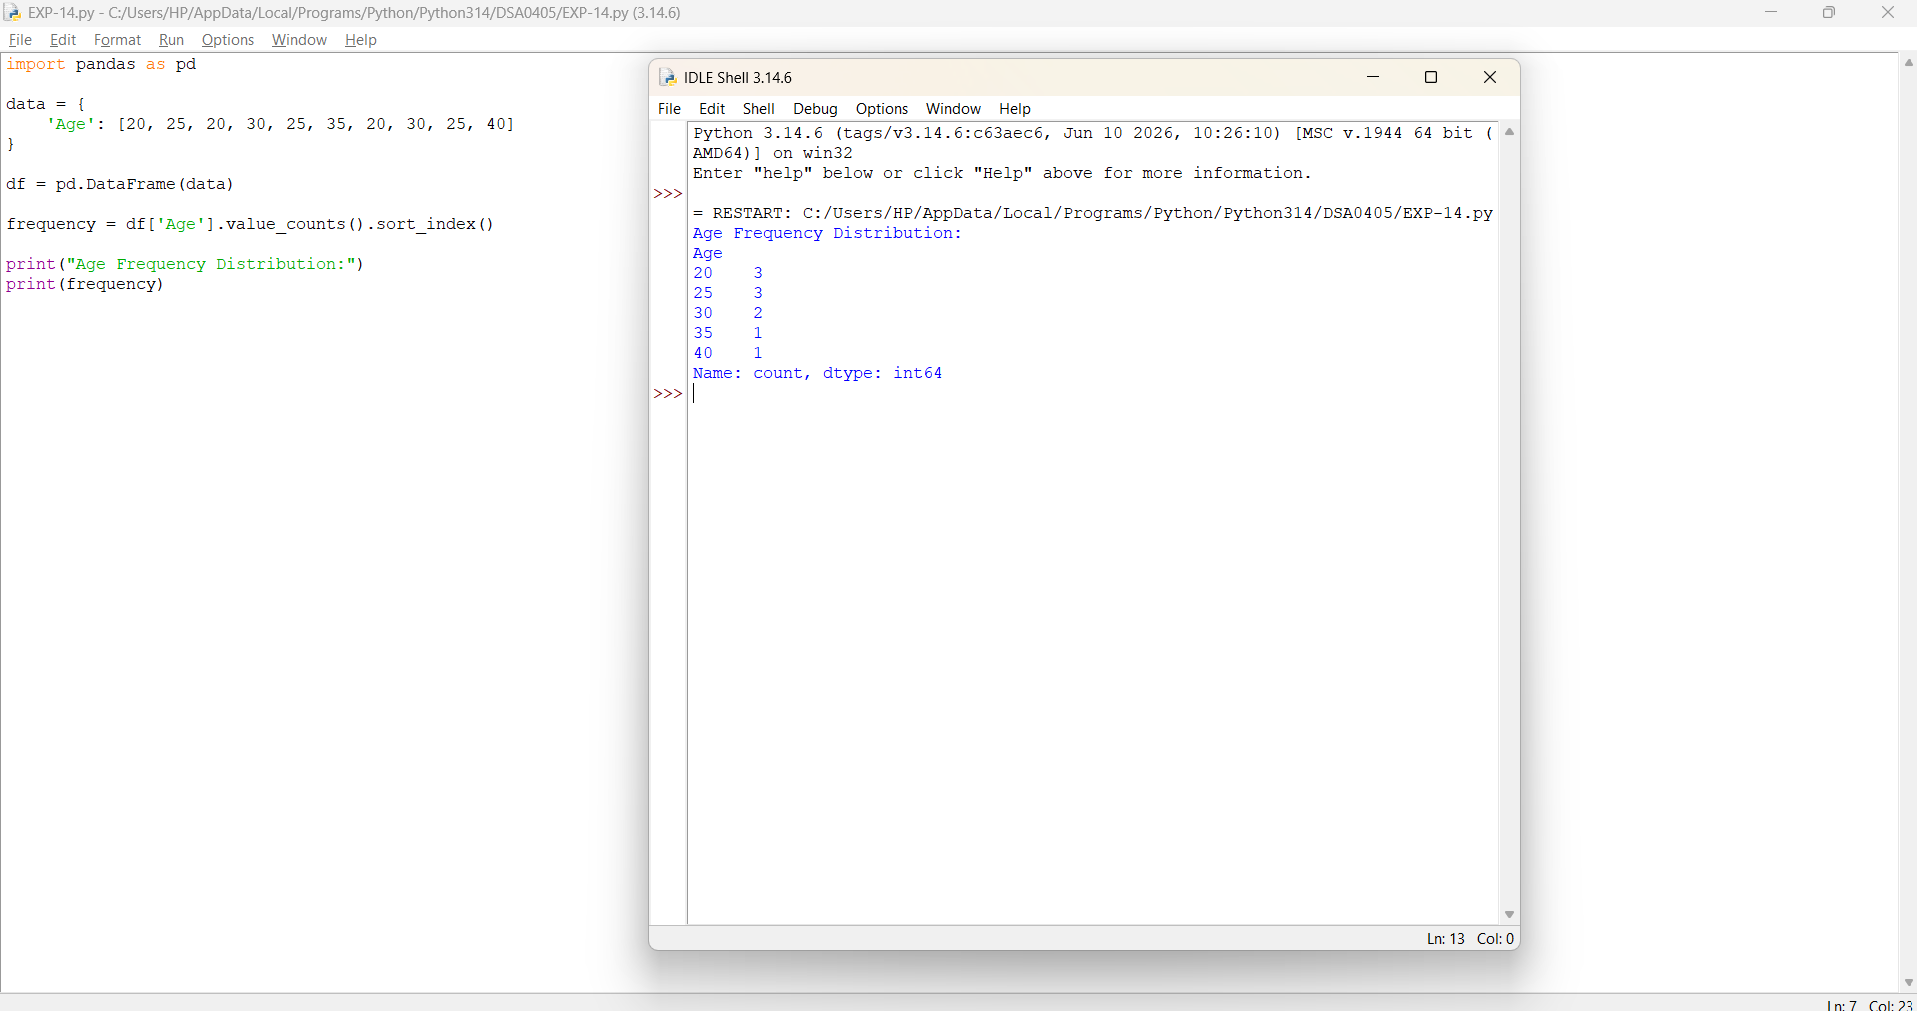 EXP-14.py - C:/Users/HP/AppData/Local/Programs/Python/Python314/DSA0405/EXP-14.py (3.14.6)
File Edit Format Run Options Window Help
import pandas as pd
data = {
    'Age': [20, 25, 20, 30, 25, 35, 20, 30, 25, 40]
}
df = pd.DataFrame(data)
frequency = df['Age'].value_counts().sort_index()
print("Age Frequency Distribution:")
print(frequency)
IDLE Shell 3.14.6
File Edit Shell Debug Options Window Help
Python 3.14.6 (tags/v3.14.6:c63aec6, Jun 10 2026, 10:26:10) [MSC v.1944 64 bit (
AMD64)] on win32
Enter "help" below or click "Help" above for more information.
>>>
= RESTART: C:/Users/HP/AppData/Local/Programs/Python/Python314/DSA0405/EXP-14.py
Age Frequency Distribution:
Age
20    3
25    3
30    2
35    1
40    1
Name: count, dtype: int64
>>>
Ln: 13 Col: 0
Ln: 7 Col: 23